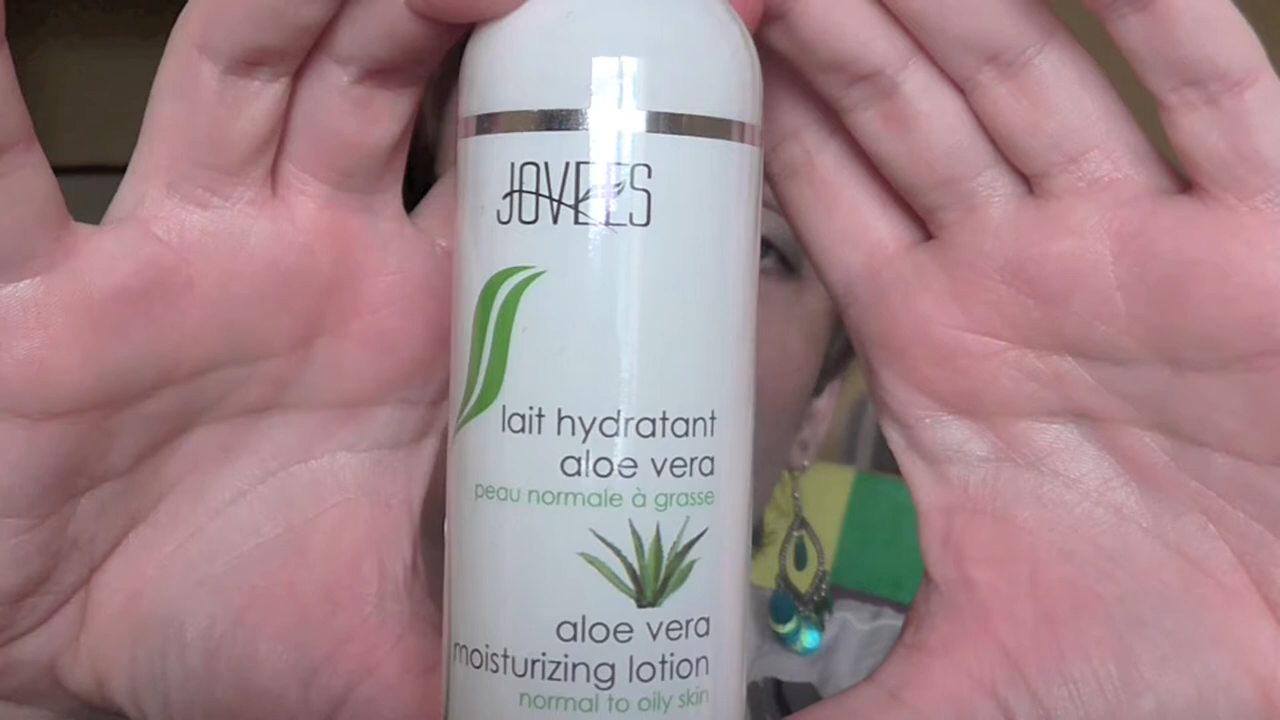 JOVEES
lait hydratant
aloe vera
peau normale à grasse
aloe vera
moisturizing lotion
normal to oily skin